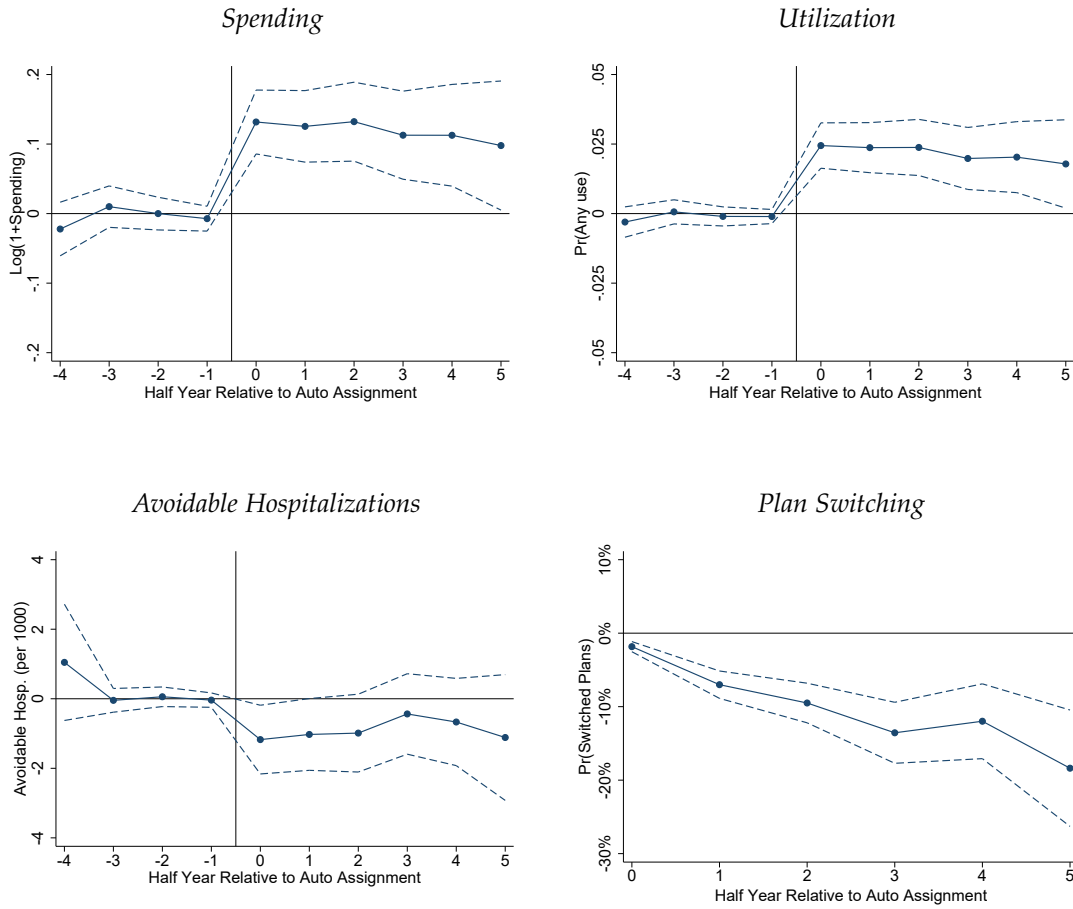 Spending
Log(1+Spending)
.2
.1
0
-.1
-.2
-4 -3 -2 -1 0 1 2 3 4 5
Half Year Relative to Auto Assignment
Utilization
Pr(Any use)
.05
.025
0
-.025
-.05
-4 -3 -2 -1 0 1 2 3 4 5
Half Year Relative to Auto Assignment
Avoidable Hospitalizations
Avoidable Hosp. (per 1000)
4
2
0
-2
-4
-4 -3 -2 -1 0 1 2 3 4 5
Half Year Relative to Auto Assignment
Plan Switching
Pr(Switched Plans)
10%
0%
-10%
-20%
-30%
0 1 2 3 4 5
Half Year Relative to Auto Assignment